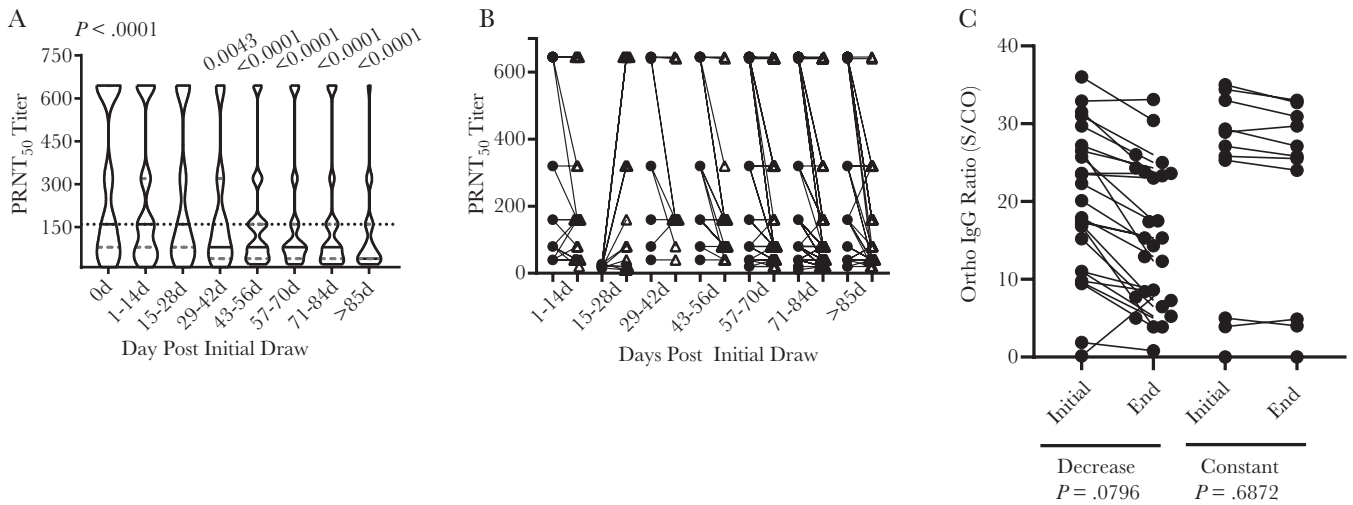 A
P < .0001
0.0043
<0.0001
<0.0001
<0.0001
<0.0001
PRNT50 Titer
750
600
450
300
150
0d
1-14d
15-28d
29-42d
43-56d
57-70d
71-84d
>85d
Day Post Initial Draw
B
PRNT50 Titer
600
400
200
0
1-14d
15-28d
29-42d
43-56d
57-70d
71-84d
>85d
Days Post Initial Draw
C
Ortho IgG Ratio (S/CO)
40
30
20
10
0
Initial
End
Initial
End
Decrease
P = .0796
Constant
P = .6872